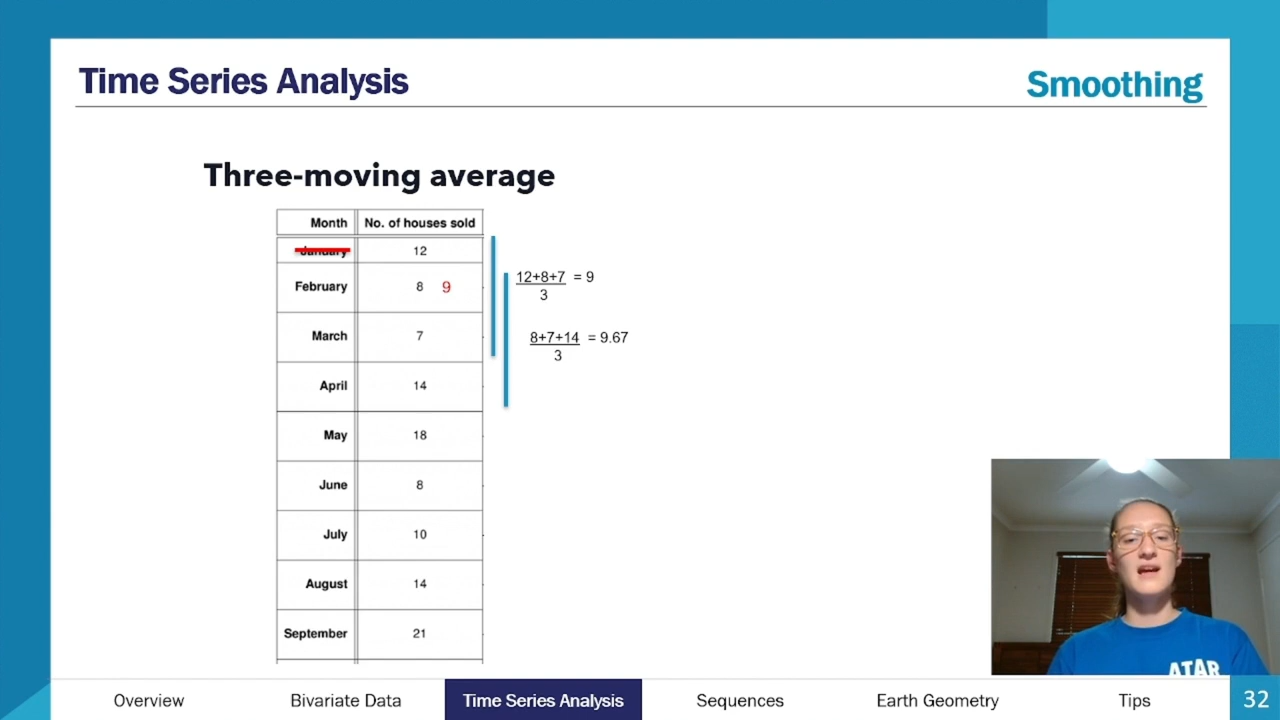 Time Series Analysis
Smoothing
Three-moving average
Month No. of houses sold
January 12
February 8 9
March 7
April 14
May 18
June 8
July 10
August 14
September 21
12+8+7 = 9
3
8+7+14 = 9.67
3
ATAR
Overview Bivariate Data Time Series Analysis Sequences Earth Geometry Tips 32